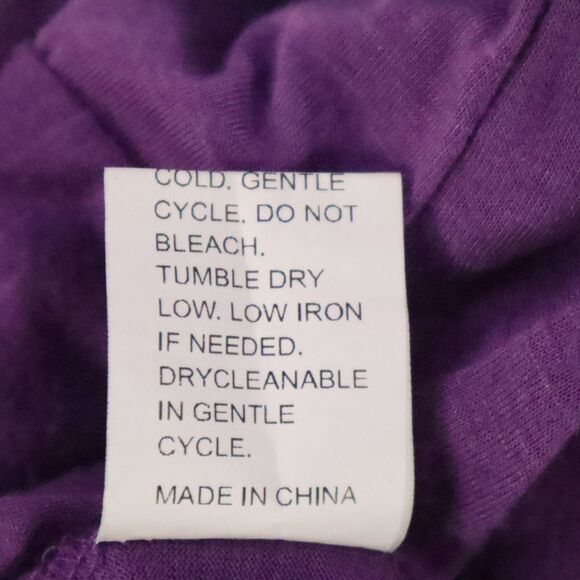 COLD. GENTLE
CYCLE. DO NOT
BLEACH.
TUMBLE DRY
LOW. LOW IRON
IF NEEDED.
DRYCLEANABLE
IN GENTLE
CYCLE.
MADE IN CHINA